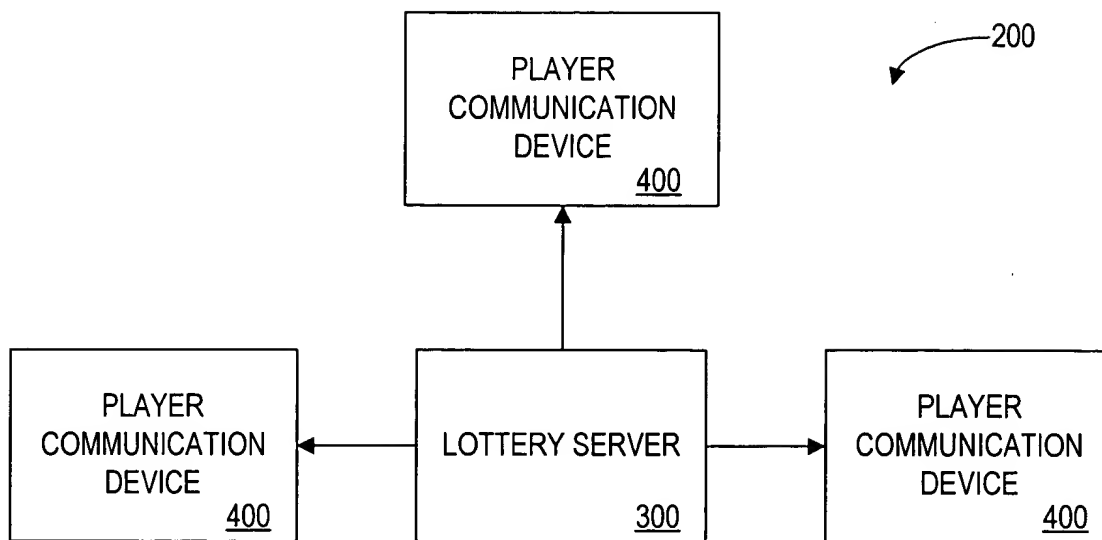 200
PLAYER
COMMUNICATION
DEVICE
400
PLAYER
COMMUNICATION
DEVICE
400
LOTTERY SERVER
300
PLAYER
COMMUNICATION
DEVICE
400